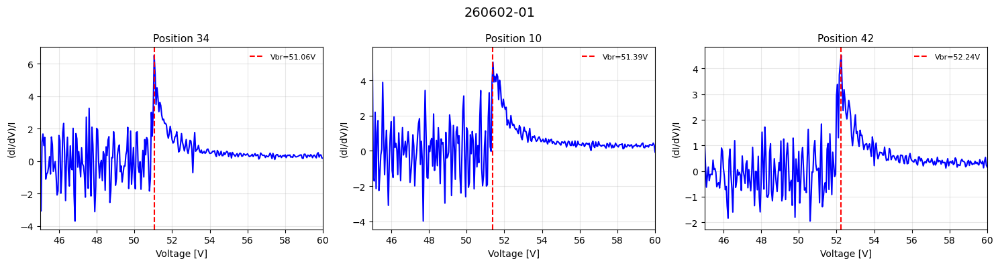 260602-01
Position 34
Vbr=51.06V
6
4
2
0
−2
−4
46 48 50 52 54 56 58 60
Voltage [V]
(dI/dV)/I
Position 10
Vbr=51.39V
4
2
0
−2
−4
46 48 50 52 54 56 58 60
Voltage [V]
(dI/dV)/I
Position 42
Vbr=52.24V
4
3
2
1
0
−1
−2
46 48 50 52 54 56 58 60
Voltage [V]
(dI/dV)/I